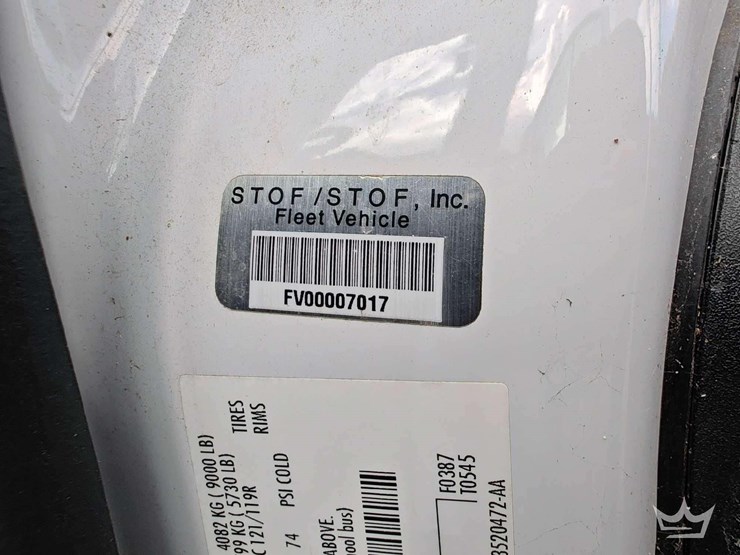 STOF/STOF, Inc.
Fleet Vehicle
FV00007017
4082 KG ( 9000 LB)
99 KG ( 5730 LB)
C 121/119R
TIRES
RIMS
74 PSI COLD
ABOVE.
ool bus)
F0387
T0545
3520472-AA